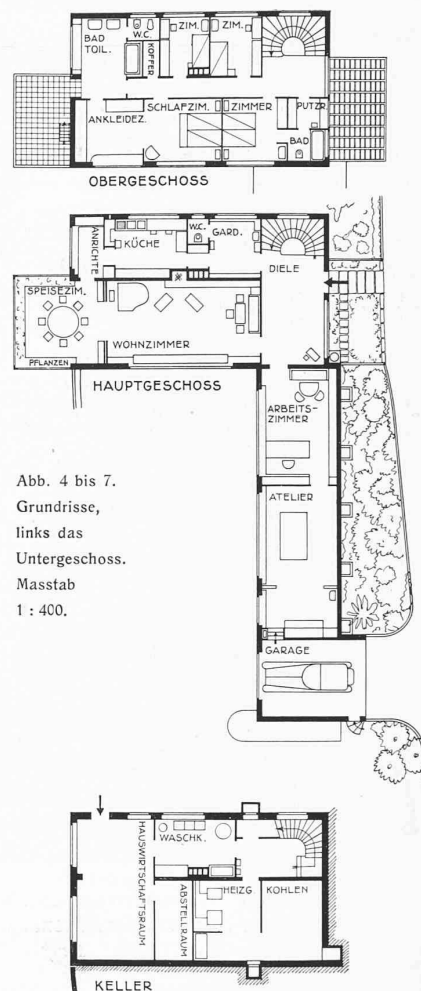 BAD
TOIL.
W.C.
KOFFER
ZIM.
ZIM.
ANKLEIDEZ.
SCHLAFZIM.
ZIMMER
PUTZR.
BAD
OBERGESCHOSS
ANRICHTE
KÜCHE
W.C.
GARD.
DIELE
SPEISEZIM.
WOHNZIMMER
PFLANZEN
HAUPTGESCHOSS
ARBEITS-
ZIMMER
ATELIER
GARAGE
Abb. 4 bis 7.
Grundrisse,
links das
Untergeschoss.
Masstab
1 : 400.
HAUSWIRTSCHAFTSRAUM
WASCHK.
ABSTELLRAUM
HEIZG
KOHLEN
KELLER